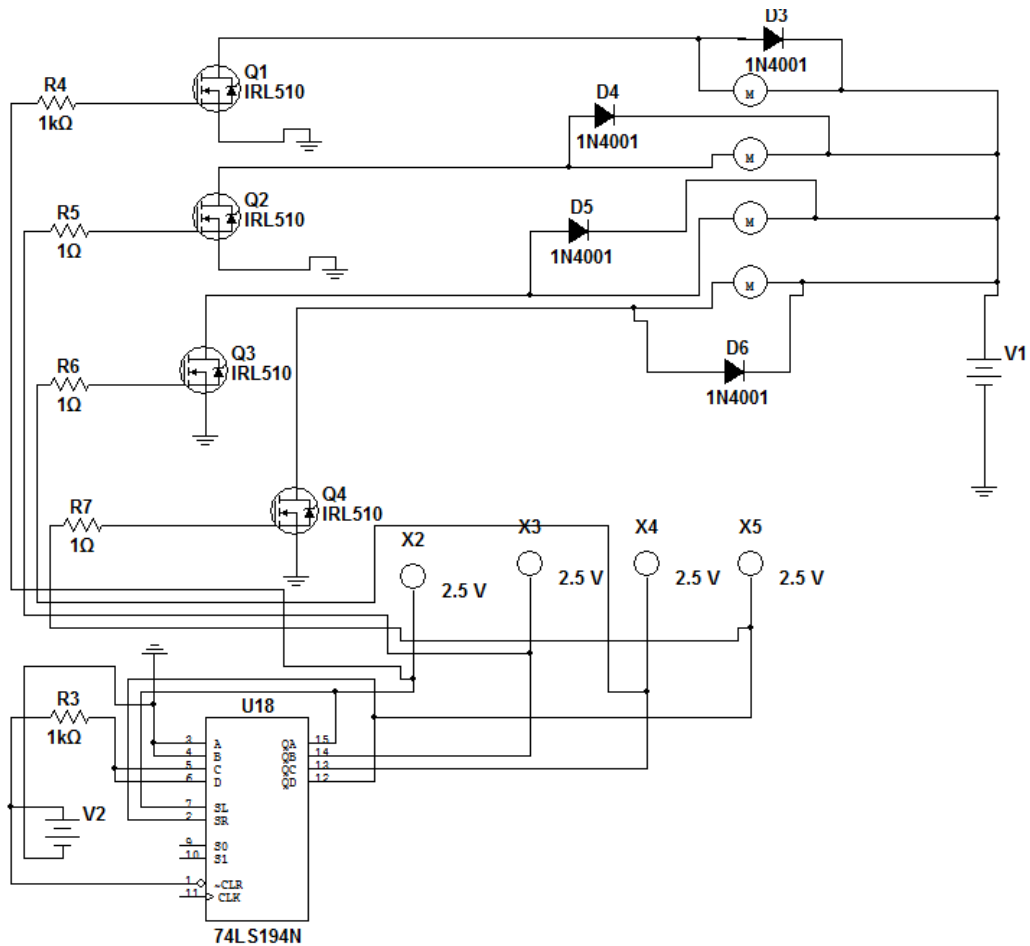 D3
1N4001
M
Q1
IRL510
R4
1kΩ
D4
1N4001
M
Q2
IRL510
R5
1Ω
D5
1N4001
M
M
Q3
IRL510
R6
1Ω
D6
1N4001
V1
Q4
IRL510
R7
1Ω
X2
2.5 V
X3
2.5 V
X4
2.5 V
X5
2.5 V
R3
1kΩ
U18
3 A QA 15
4 B QB 14
5 C QC 13
6 D QD 12
7 SL
2 SR
9 S0
10 S1
1 ~CLR
11 CLK
V2
74LS194N